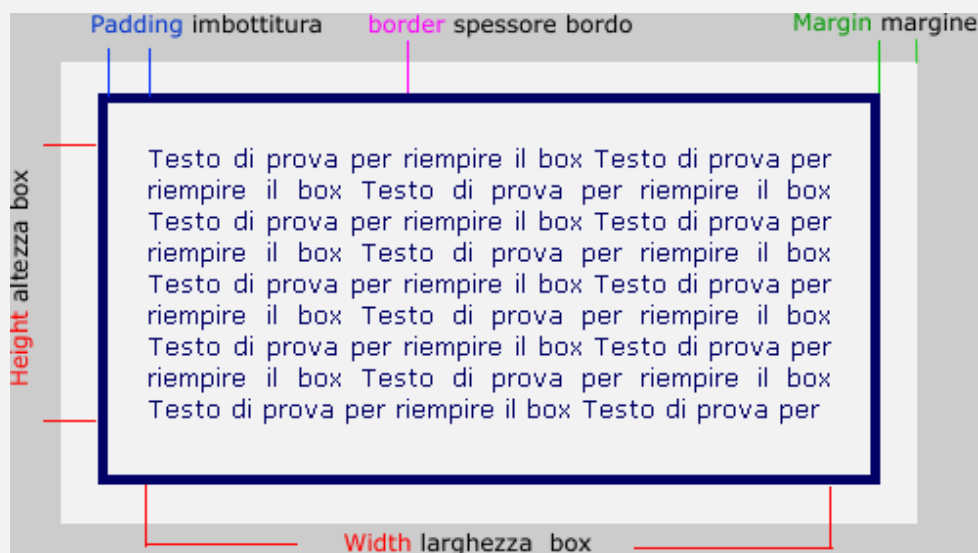 Padding imbottitura border spessore bordo Margin margine
Height altezza box
Testo di prova per riempire il box Testo di prova per
riempire il box Testo di prova per riempire il box
Testo di prova per riempire il box Testo di prova per
riempire il box Testo di prova per riempire il box
Testo di prova per riempire il box Testo di prova per
riempire il box Testo di prova per riempire il box
Testo di prova per riempire il box Testo di prova per
riempire il box Testo di prova per riempire il box
Testo di prova per riempire il box Testo di prova per
Width larghezza box